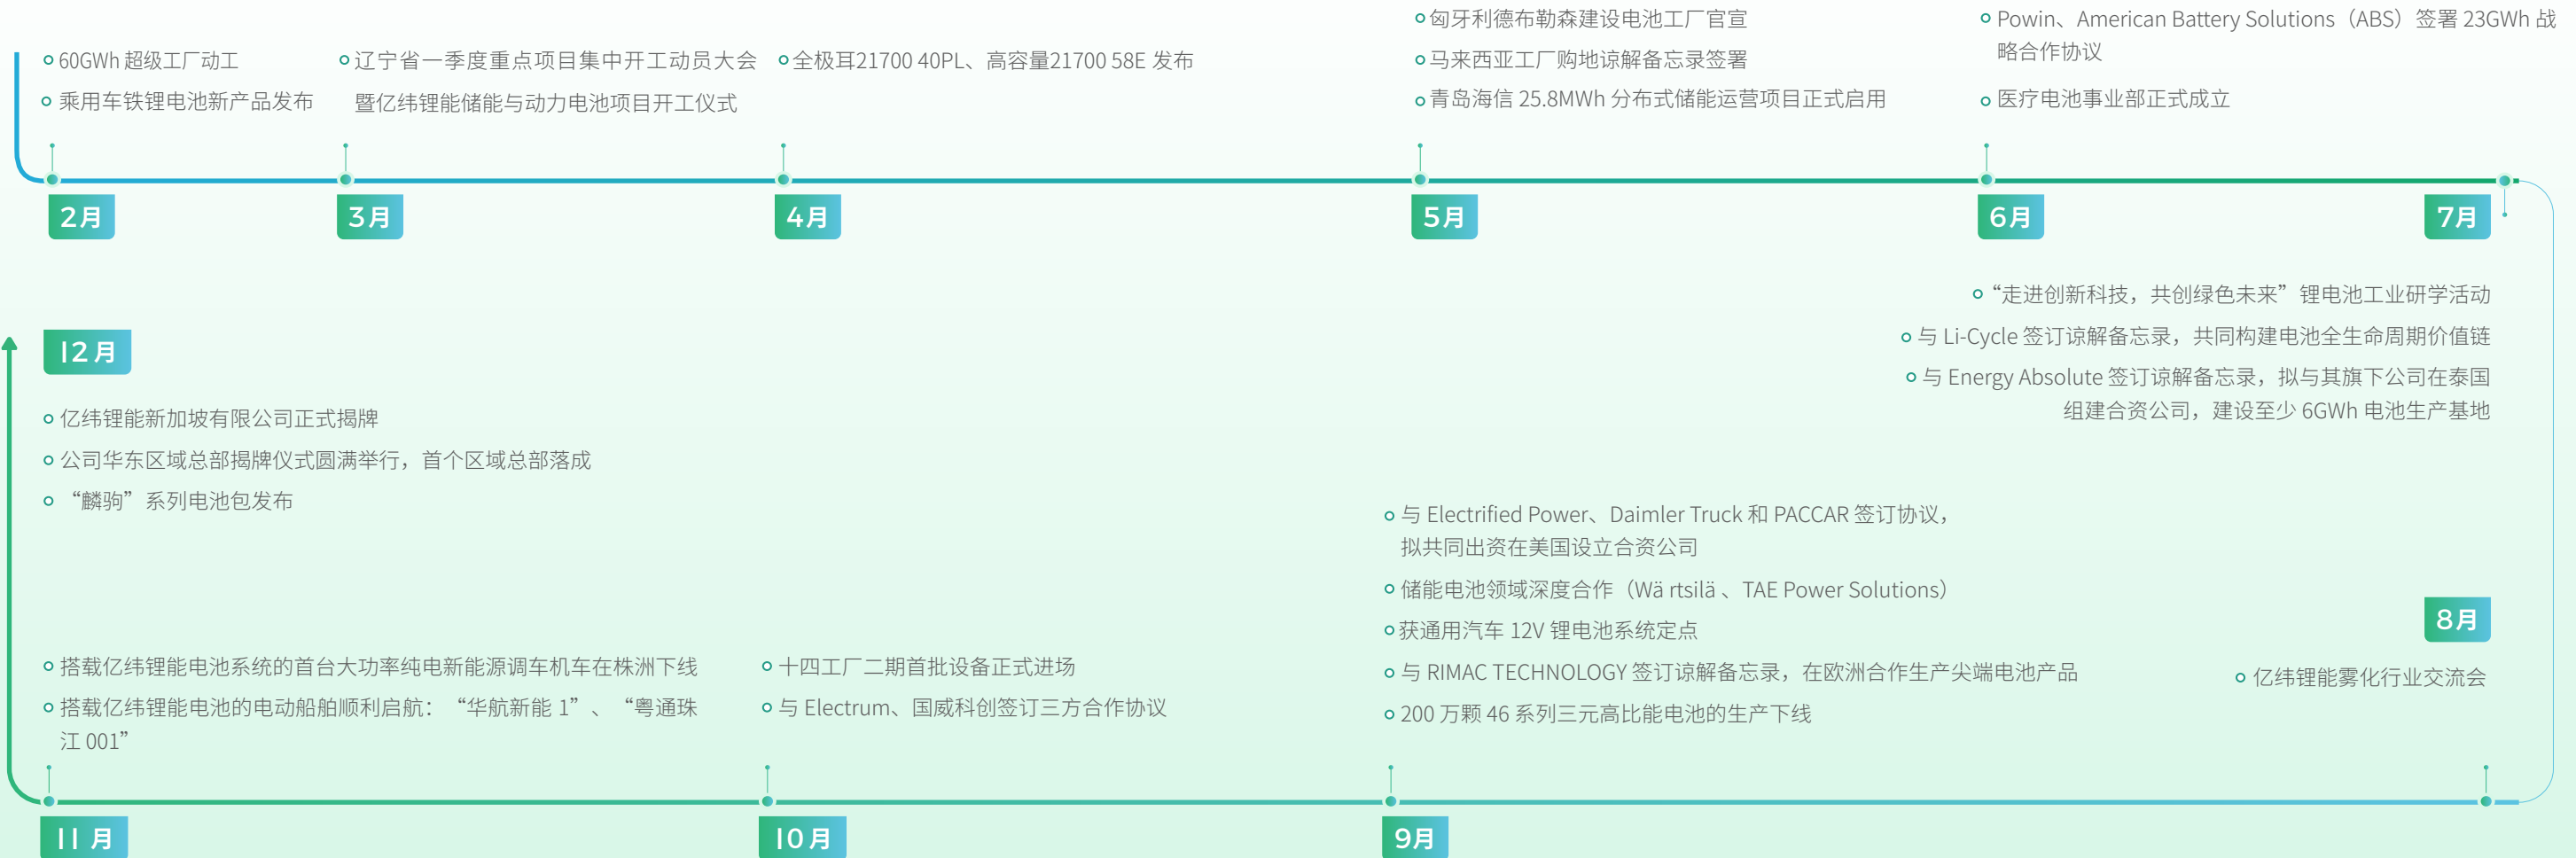 60GWh 超级工厂动工
乘用车铁锂电池新产品发布
2月
辽宁省一季度重点项目集中开工动员大会
暨亿纬锂能储能与动力电池项目开工仪式
3月
全极耳21700 40PL、高容量21700 58E 发布
4月
匈牙利德布勒森建设电池工厂官宣
马来西亚工厂购地谅解备忘录签署
青岛海信 25.8MWh 分布式储能运营项目正式启用
5月
Powin、American Battery Solutions（ABS）签署 23GWh 战
略合作协议
医疗电池事业部正式成立
6月
7月
“走进创新科技，共创绿色未来”锂电池工业研学活动
与 Li-Cycle 签订谅解备忘录，共同构建电池全生命周期价值链
与 Energy Absolute 签订谅解备忘录，拟与其旗下公司在泰国
组建合资公司，建设至少 6GWh 电池生产基地
8月
亿纬锂能雾化行业交流会
与 Electrified Power、Daimler Truck 和 PACCAR 签订协议，
拟共同出资在美国设立合资公司
储能电池领域深度合作（Wä rtsilä 、TAE Power Solutions）
获通用汽车 12V 锂电池系统定点
与 RIMAC TECHNOLOGY 签订谅解备忘录，在欧洲合作生产尖端电池产品
200 万颗 46 系列三元高比能电池的生产下线
9月
十四工厂二期首批设备正式进场
与 Electrum、国威科创签订三方合作协议
10月
搭载亿纬锂能电池系统的首台大功率纯电新能源调车机车在株洲下线
搭载亿纬锂能电池的电动船舶顺利启航：“华航新能 1”、“粤通珠
江 001”
11月
12月
亿纬锂能新加坡有限公司正式揭牌
公司华东区域总部揭牌仪式圆满举行，首个区域总部落成
“麟驹”系列电池包发布